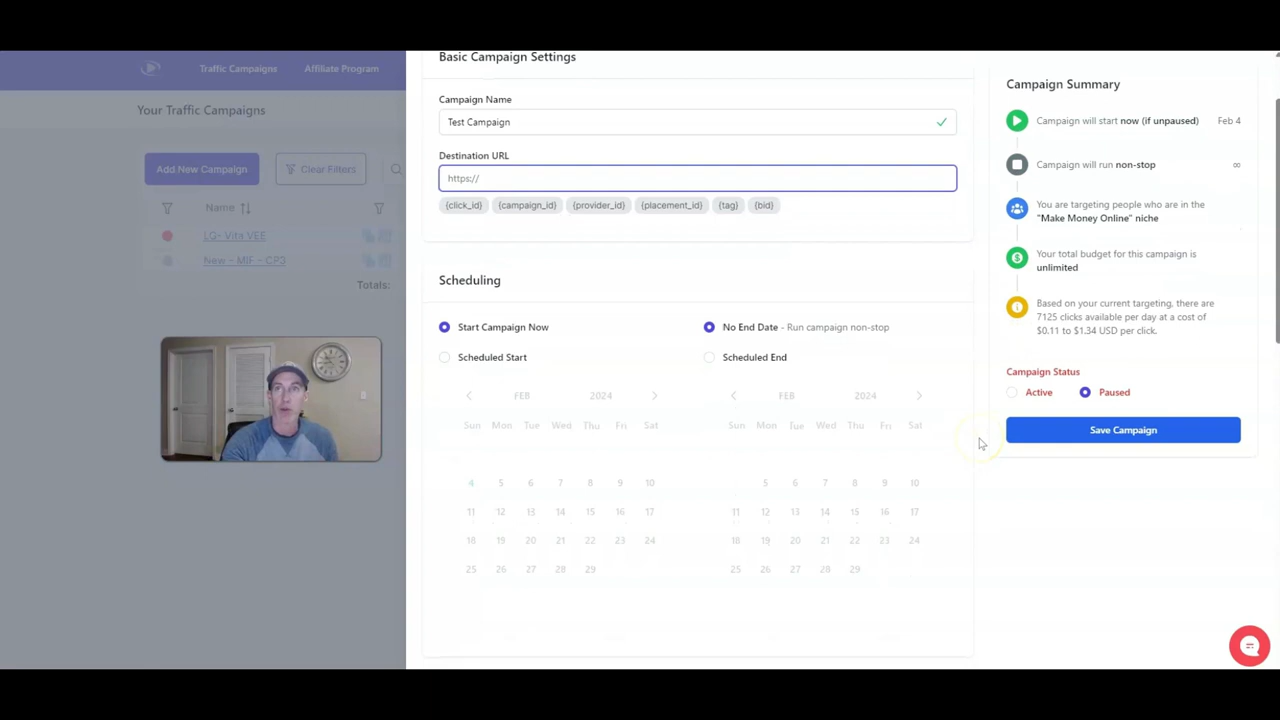 Traffic Campaigns
Affiliate Program
Your Traffic Campaigns
Add New Campaign
Clear Filters
Name
LG- Vita VEE
New - MIF - CP3
Totals:
Basic Campaign Settings
Campaign Name
Test Campaign
Destination URL
https://
{click_id} {campaign_id} {provider_id} {placement_id} {tag} {bid}
Scheduling
Start Campaign Now
No End Date - Run campaign non-stop
Scheduled Start
Scheduled End
FEB 2024
Sun Mon Tue Wed Thu Fri Sat
4 5 6 7 8 9 10
11 12 13 14 15 16 17
18 19 20 21 22 23 24
25 26 27 28 29
FEB 2024
Sun Mon Tue Wed Thu Fri Sat
5 6 7 8 9 10
11 12 13 14 15 16 17
18 19 20 21 22 23 24
25 26 27 28 29
Campaign Summary
Campaign will start now (if unpaused) Feb 4
Campaign will run non-stop ∞
You are targeting people who are in the
"Make Money Online" niche
Your total budget for this campaign is
unlimited
Based on your current targeting, there are
7125 clicks available per day at a cost of
$0.11 to $1.34 USD per click.
Campaign Status
Active Paused
Save Campaign